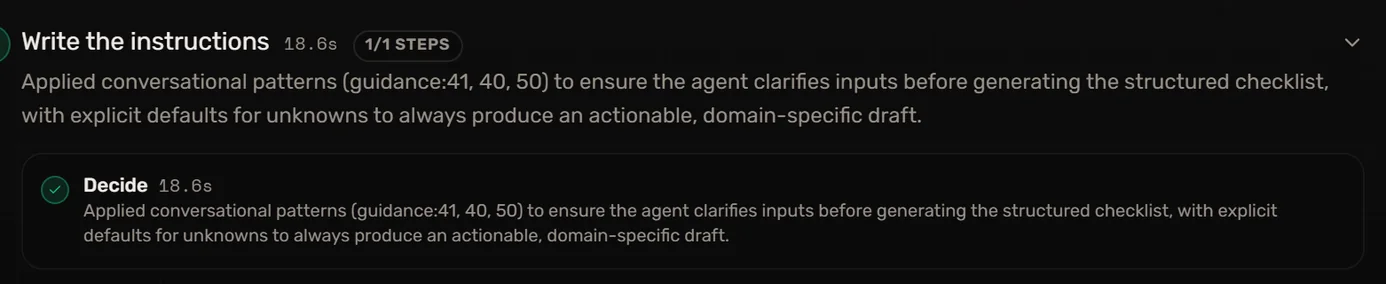 Write the instructions 18.6s 1/1 STEPS
Applied conversational patterns (guidance:41, 40, 50) to ensure the agent clarifies inputs before generating the structured checklist,
with explicit defaults for unknowns to always produce an actionable, domain-specific draft.
Decide 18.6s
Applied conversational patterns (guidance:41, 40, 50) to ensure the agent clarifies inputs before generating the structured checklist, with explicit
defaults for unknowns to always produce an actionable, domain-specific draft.